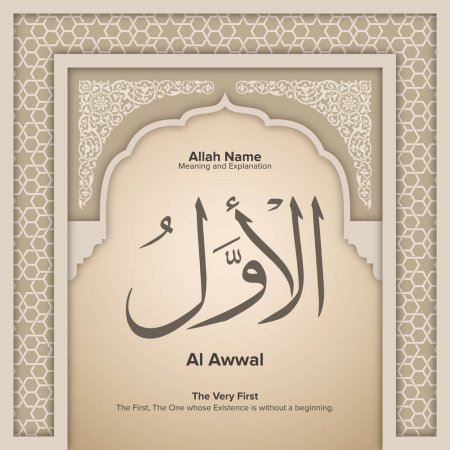 Allah Name
Meaning and Explanation
الأوَّلُ
Al Awwal
The Very First
The First, The One whose Existence is without a beginning.